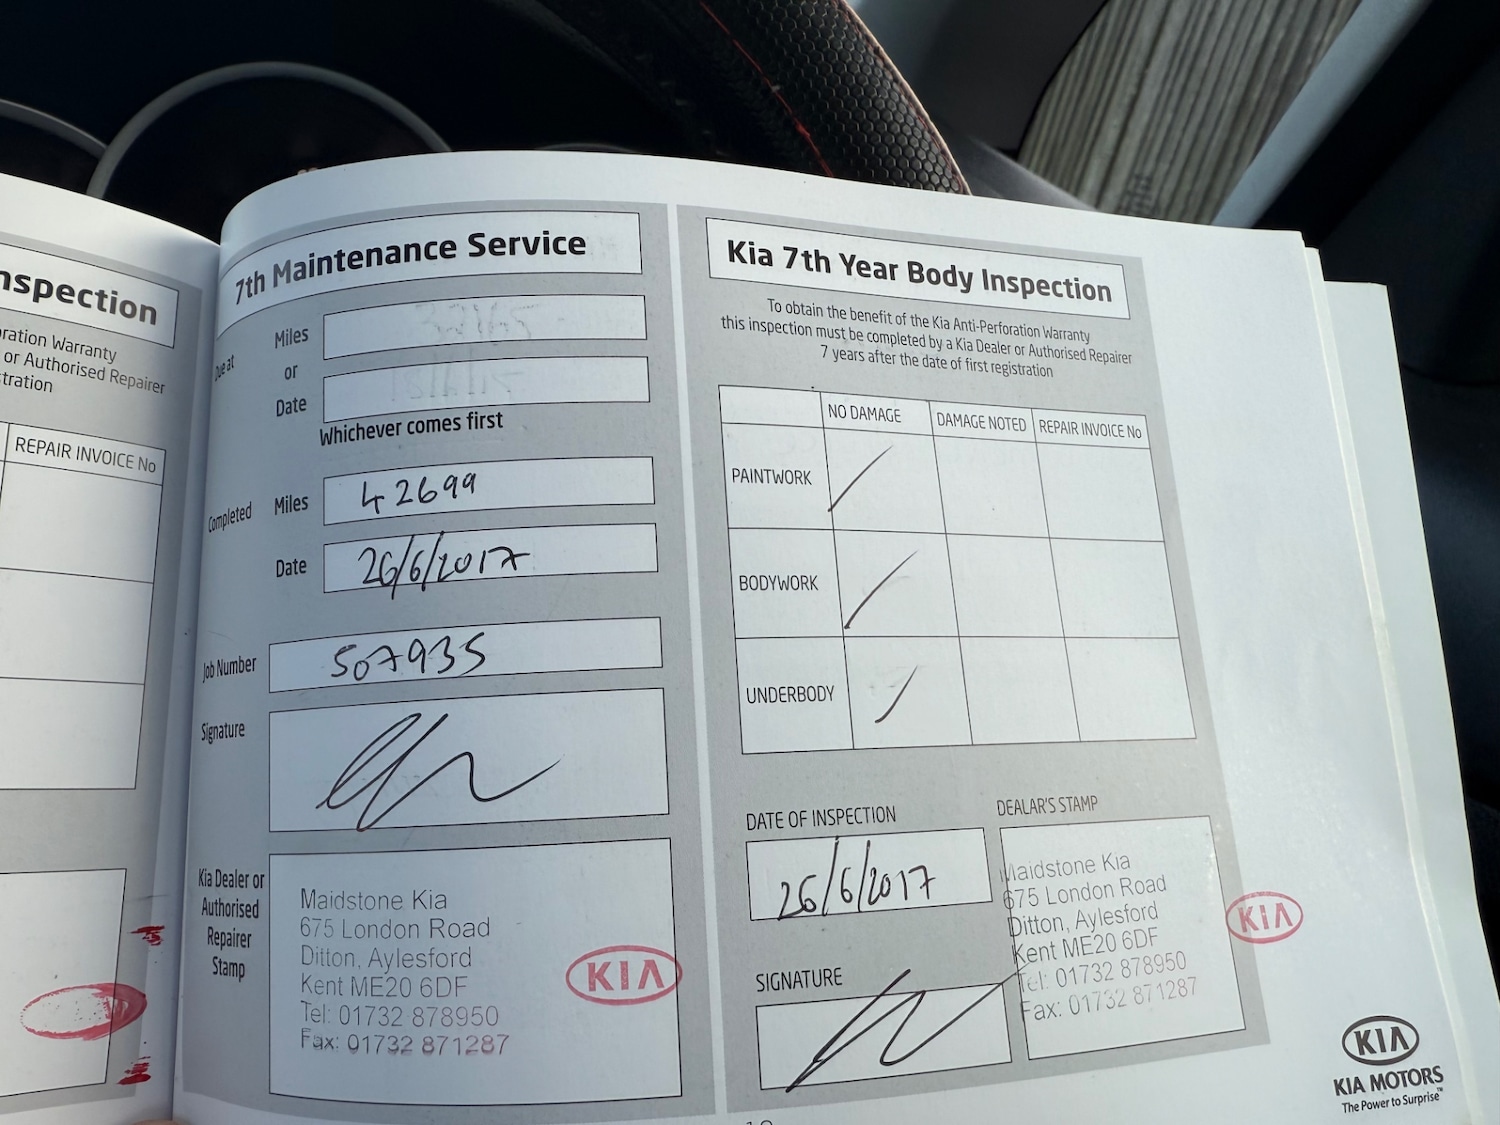 nspection
ration Warranty
or Authorised Repairer
tration
REPAIR INVOICE No
7th Maintenance Service
Due at
Miles
or
Date
Whichever comes first
Completed
Miles
42699
Date
26/6/2017
Job Number
507935
Signature
Kia Dealer or
Authorised
Repairer
Stamp
Maidstone Kia
675 London Road
Ditton, Aylesford
Kent ME20 6DF
Tel: 01732 878950
Fax: 01732 871287
KIA
Kia 7th Year Body Inspection
To obtain the benefit of the Kia Anti-Perforation Warranty
this inspection must be completed by a Kia Dealer or Authorised Repairer
7 years after the date of first registration
NO DAMAGE
DAMAGE NOTED
REPAIR INVOICE No
PAINTWORK
BODYWORK
UNDERBODY
DATE OF INSPECTION
26/6/2017
DEALAR'S STAMP
Maidstone Kia
675 London Road
Ditton, Aylesford
Kent ME20 6DF
Tel: 01732 878950
Fax: 01732 871287
KIA
SIGNATURE
KIA
KIA MOTORS
The Power to Surprise™